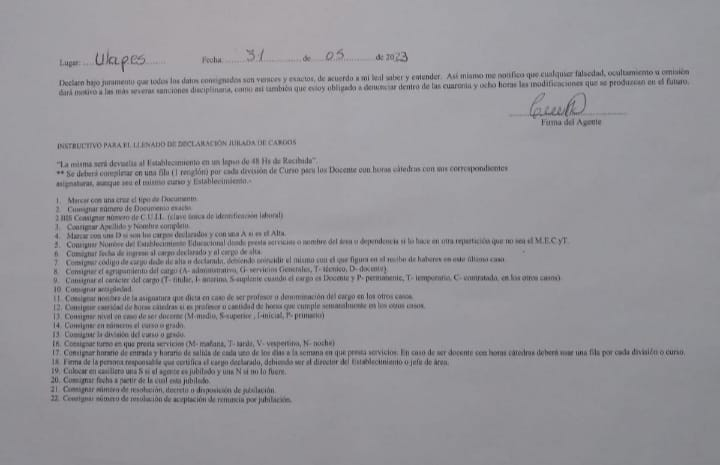 Lugar: Ulapes Fecha 31 de 05 de 2023
Declaro bajo juramento que todos los datos consignados son veraces y exactos, de acuerdo a mi leal saber y entender. Así mismo me notifico que cualquier falsedad, ocultamiento u omisión
dará motivo a las más severas sanciones disciplinaria, como así también que estoy obligado a denunciar dentro de las cuarenta y ocho horas las modificaciones que se produzcan en el futuro.
Firma del Agente
INSTRUCTIVO PARA EL LLENADO DE DECLARACIÓN JURADA DE CARGOS
"La misma será devuelta al Establecimiento en un lapso de 48 Hs de Recibida".
** Se deberá completar en una fila (1 renglón) por cada división de Curso para los Docente con horas cátedras con sus correspondientes
asignaturas, aunque sea el mismo curso y Establecimiento.-
1. Marcar con una cruz el tipo de Documento.
2. Consignar número de Documento exacto.
2 BIS Consignar número de C.U.I.L. (clave única de identificación laboral)
3. Consignar Apellido y Nombre completo.
4. Marcar con una D si son los cargos declarados y con una A si es el Alta.
5. Consignar Nombre del Establecimiento Educacional donde presta servicios o nombre del área o dependencia si lo hace en otra repartición que no sea el M.E.C.yT.
6. Consignar fecha de ingreso al cargo declarado y al cargo de alta.
7. Consignar código de cargo dado de alta o declarado, debiendo coincidir el mismo con el que figura en el recibo de haberes en este último caso.
8. Consignar el agrupamiento del cargo (A- administrativo, G- servicios Generales, T- técnico, D- docente).
9. Consignar el carácter del cargo (T-titular, I- interino, S-suplente cuando el cargo es Docente y P- permanente, T- temporario, C- contratado, en los otros casos).
10. Consignar antigüedad.
11. Consignar nombre de la asignatura que dicta en caso de ser profesor o denominación del cargo en los otros casos.
12. Consignar cantidad de horas cátedras si es profesor o cantidad de horas que cumple semanalmente en los otros casos.
13. Consignar nivel en caso de ser docente (M-medio, S-superior, I-inicial, P- primario)
14. Consignar en números el curso o grado.
15. Consignar la división del curso o grado.
16. Consignar turno en que presta servicios (M- mañana, T- tarde, V- vespertino, N- noche)
17. Consignar horario de entrada y horario de salida de cada uno de los días a la semana en que presta servicios. En caso de ser docente con horas cátedras deberá usar una fila por cada división o curso.
18. Firma de la persona responsable que certifica el cargo declarado, debiendo ser el director del Establecimiento o jefe de área.
19. Colocar en casillero una S si el agente es jubilado y una N si no lo fuere.
20. Consignar fecha a partir de la cual está jubilado.
21. Consignar número de resolución, decreto o disposición de jubilación.
22. Consignar número de resolución de aceptación de renuncia por jubilación.